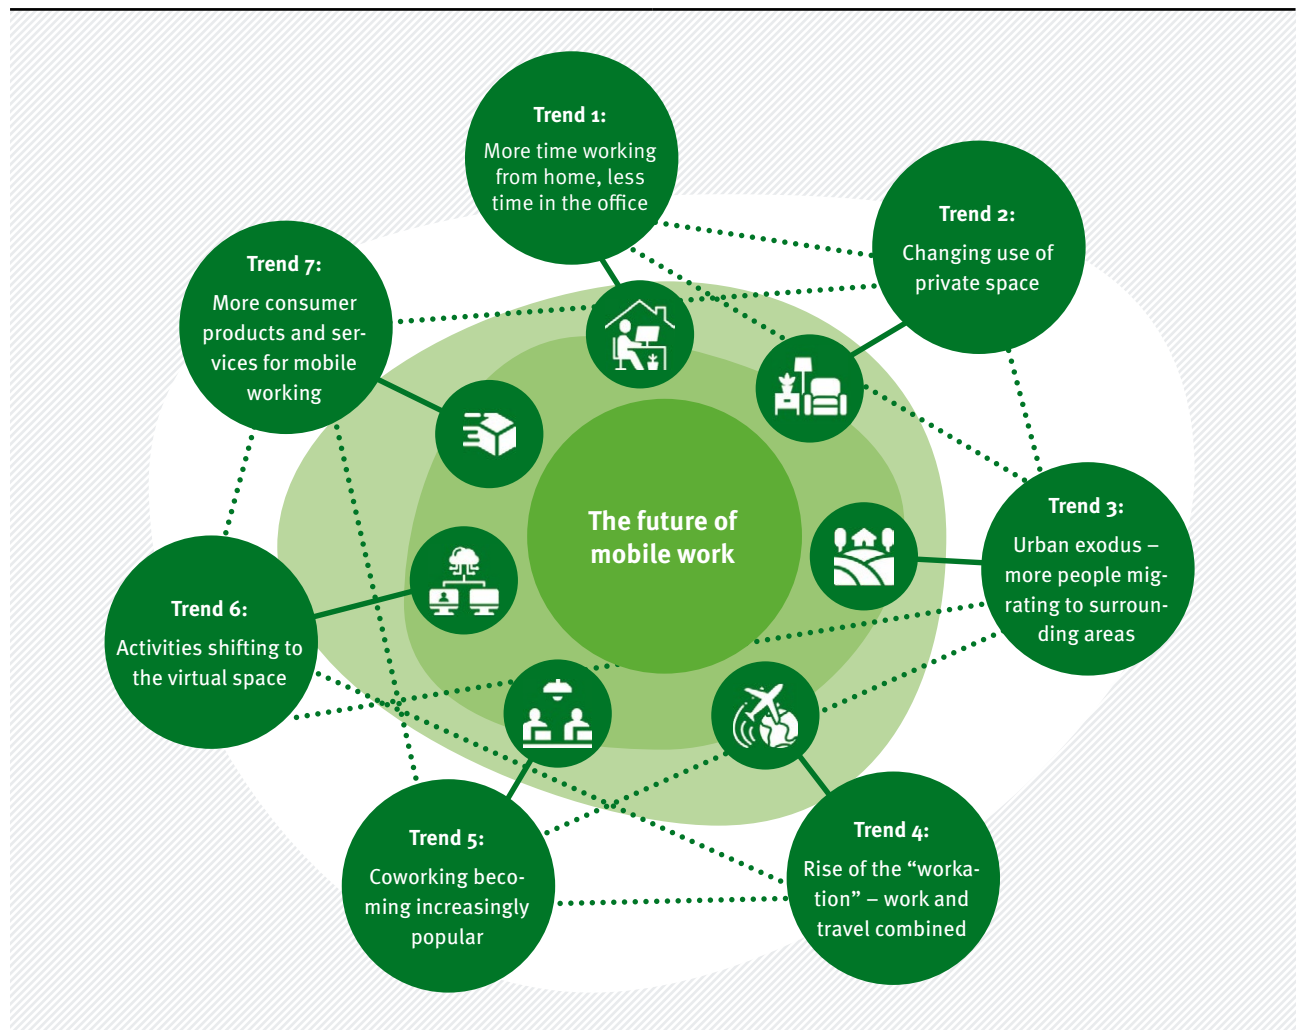 Trend 1:
More time working
from home, less
time in the office
Trend 2:
Changing use of
private space
Trend 7:
More consumer
products and ser-
vices for mobile
working
The future of
mobile work
Trend 3:
Urban exodus –
more people mig-
rating to surroun-
ding areas
Trend 6:
Activities shifting to
the virtual space
Trend 5:
Coworking beco-
ming increasingly
popular
Trend 4:
Rise of the “worka-
tion” – work and
travel combined